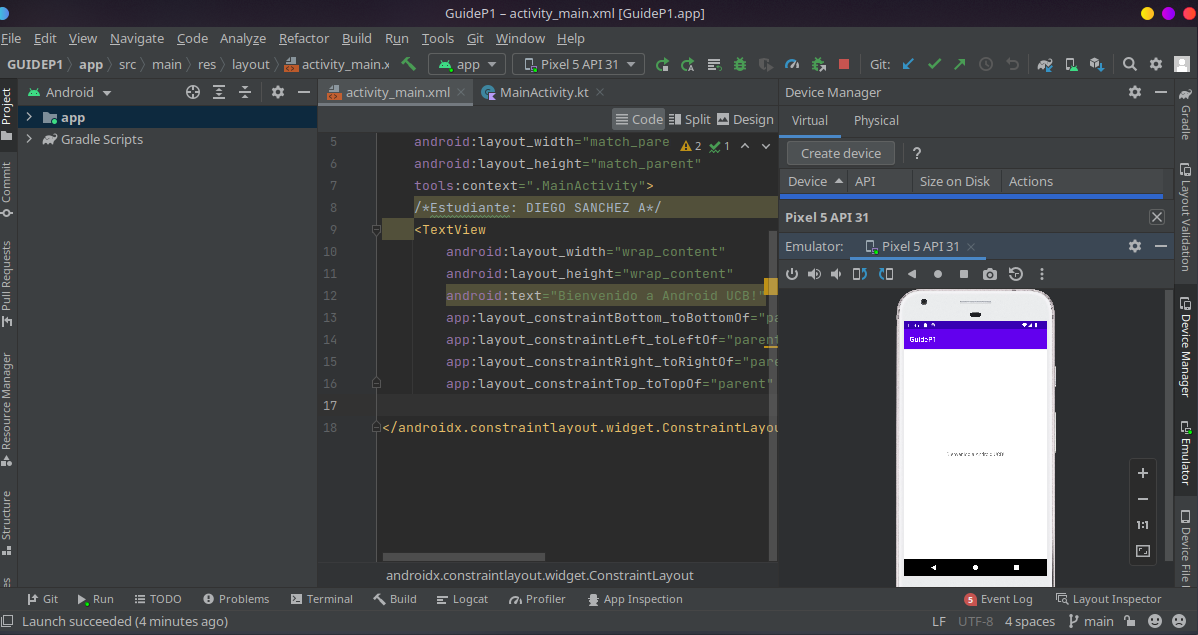 GuideP1 – activity_main.xml [GuideP1.app]
File Edit View Navigate Code Analyze Refactor Build Run Tools Git Window Help
GUIDEP1 app src main res layout activity_main.x app Pixel 5 API 31 Git:
Project
Commit
Pull Requests
Resource Manager
Structure
Android
app
Gradle Scripts
activity_main.xml MainActivity.kt
Code Split Design
2 1
5 android:layout_width="match_pare
6 android:layout_height="match_parent"
7 tools:context=".MainActivity">
8 /*Estudiante: DIEGO SANCHEZ A*/
9 <TextView
10 android:layout_width="wrap_content"
11 android:layout_height="wrap_content"
12 android:text="Bienvenido a Android UCB!"
13 app:layout_constraintBottom_toBottomOf="pa
14 app:layout_constraintLeft_toLeftOf="parent
15 app:layout_constraintRight_toRightOf="pare
16 app:layout_constraintTop_toTopOf="parent"
17
18 </androidx.constraintlayout.widget.ConstraintLayou
androidx.constraintlayout.widget.ConstraintLayout
Device Manager
Virtual Physical
Create device ?
Device API Size on Disk Actions
Pixel 5 API 31
Emulator: Pixel 5 API 31
GuideP1
Bienvenido a Android UCB!
1:1
Gradle
Layout Validation
Device Manager
Emulator
Device File
Git Run TODO Problems Terminal Build Logcat Profiler App Inspection 5 Event Log Layout Inspector
Launch succeeded (4 minutes ago) LF UTF-8 4 spaces main